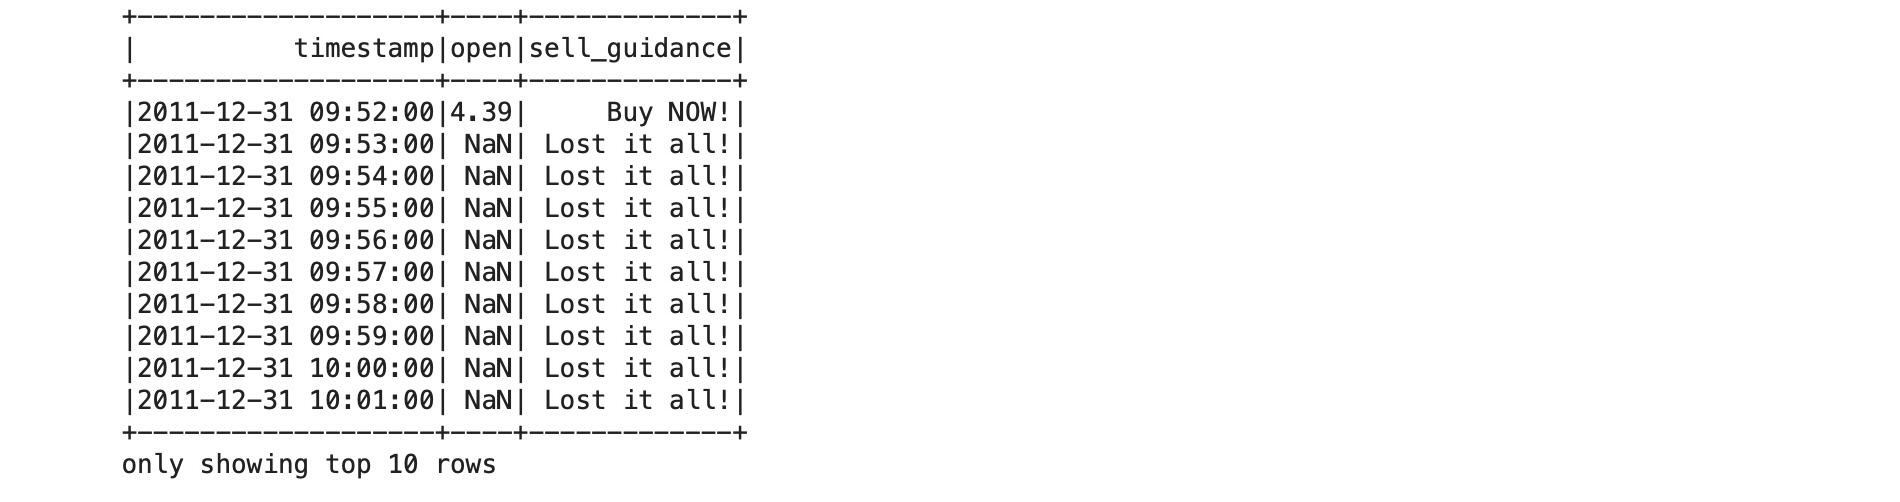 +-------------------+----+-------------+
|          timestamp|open|sell_guidance|
+-------------------+----+-------------+
|2011-12-31 09:52:00|4.39|     Buy NOW!|
|2011-12-31 09:53:00| NaN| Lost it all!|
|2011-12-31 09:54:00| NaN| Lost it all!|
|2011-12-31 09:55:00| NaN| Lost it all!|
|2011-12-31 09:56:00| NaN| Lost it all!|
|2011-12-31 09:57:00| NaN| Lost it all!|
|2011-12-31 09:58:00| NaN| Lost it all!|
|2011-12-31 09:59:00| NaN| Lost it all!|
|2011-12-31 10:00:00| NaN| Lost it all!|
|2011-12-31 10:01:00| NaN| Lost it all!|
+-------------------+----+-------------+
only showing top 10 rows